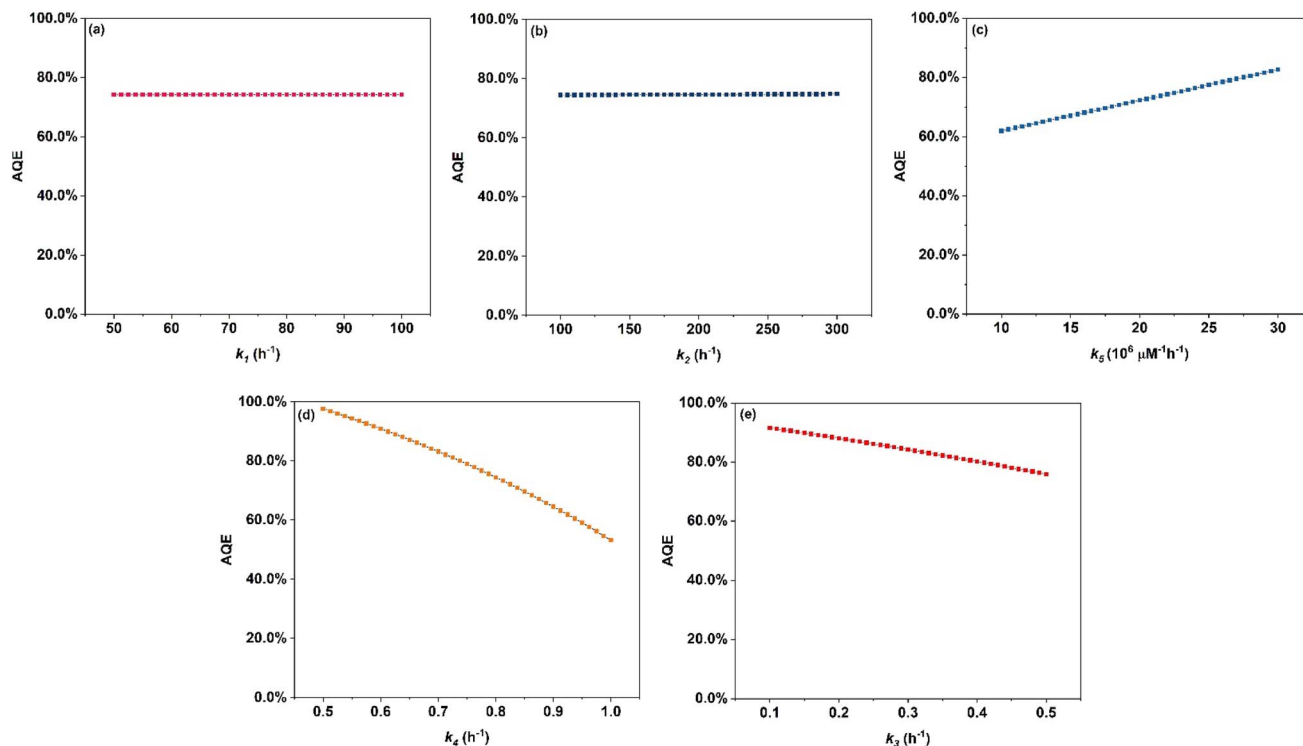 (a)
AQE
100.0%
80.0%
60.0%
40.0%
20.0%
0.0%
50 60 70 80 90 100
k1 (h-1)
(b)
AQE
100.0%
80.0%
60.0%
40.0%
20.0%
0.0%
100 150 200 250 300
k2 (h-1)
(c)
AQE
100.0%
80.0%
60.0%
40.0%
20.0%
0.0%
10 15 20 25 30
k5 (10^6 μM-1h-1)
(d)
AQE
100.0%
80.0%
60.0%
40.0%
20.0%
0.0%
0.5 0.6 0.7 0.8 0.9 1.0
k4 (h-1)
(e)
AQE
100.0%
80.0%
60.0%
40.0%
20.0%
0.0%
0.1 0.2 0.3 0.4 0.5
k3 (h-1)